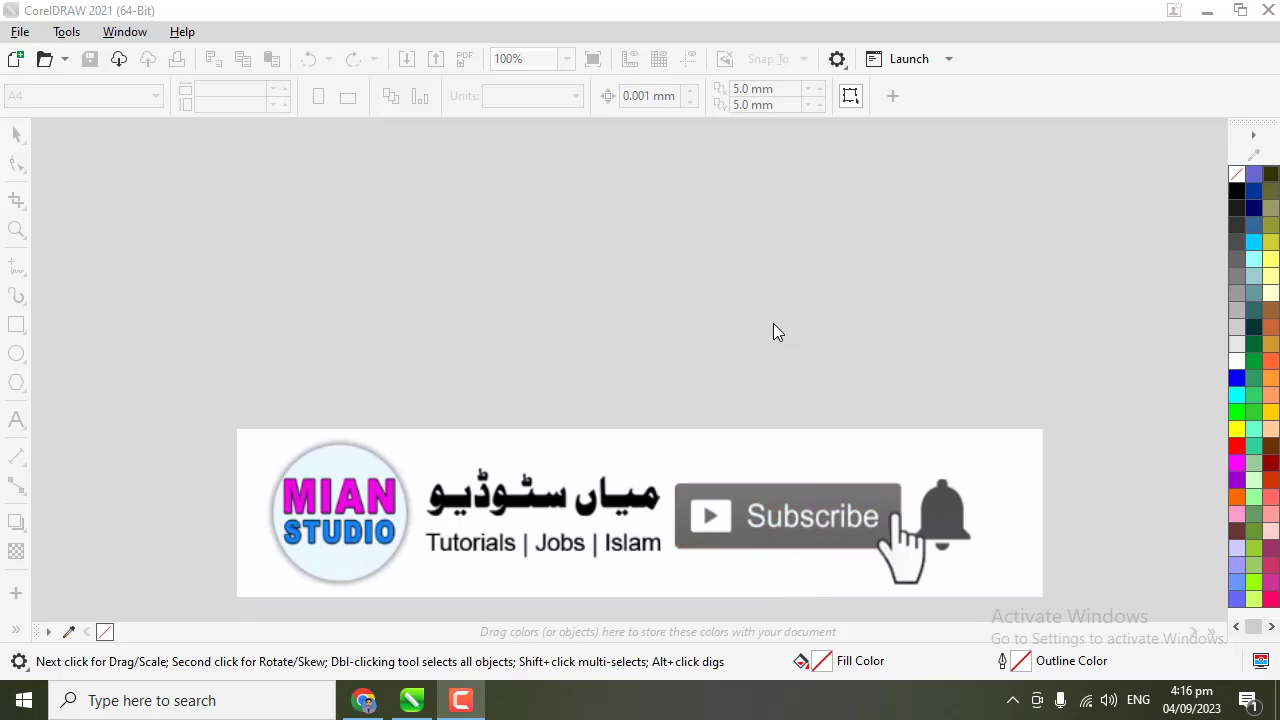 CorelDRAW 2021 (64-Bit)
File Tools Window Help
100% Snap To Launch
A4 Units: 0.001 mm 5.0 mm
5.0 mm
MIAN
STUDIO
میاں سٹوڈیو
Tutorials | Jobs | Islam
Subscribe
Activate Windows
Go to Settings to activate Windows.
Drag colors (or objects) here to store these colors with your document
Next click for Drag/Scale; Second click for Rotate/Skew; Dbl-clicking tool selects all objects; Shift+click multi-selects; Alt+click digs
Fill Color
Outline Color
Type here to search
ENG
4:16 pm
04/09/2023
1